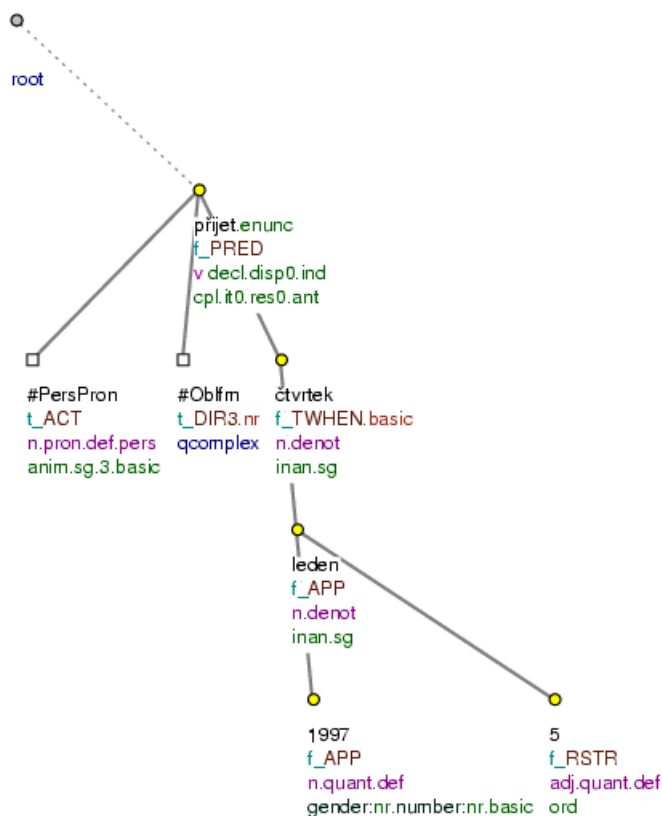 root
přijet.enunc
f_PRED
v decl.disp0.ind
cpl.it0.res0.ant
#PersPron
t_ACT
n.pron.def.pers
anim.sg.3.basic
#Oblfm
t_DIR3.nr
qcomplex
čtvrtek
f_TWHEN.basic
n.denot
inan.sg
leden
f_APP
n.denot
inan.sg
1997
f_APP
n.quant.def
gender:nr.number:nr.basic
5
f_RSTR
adj.quant.def
ord